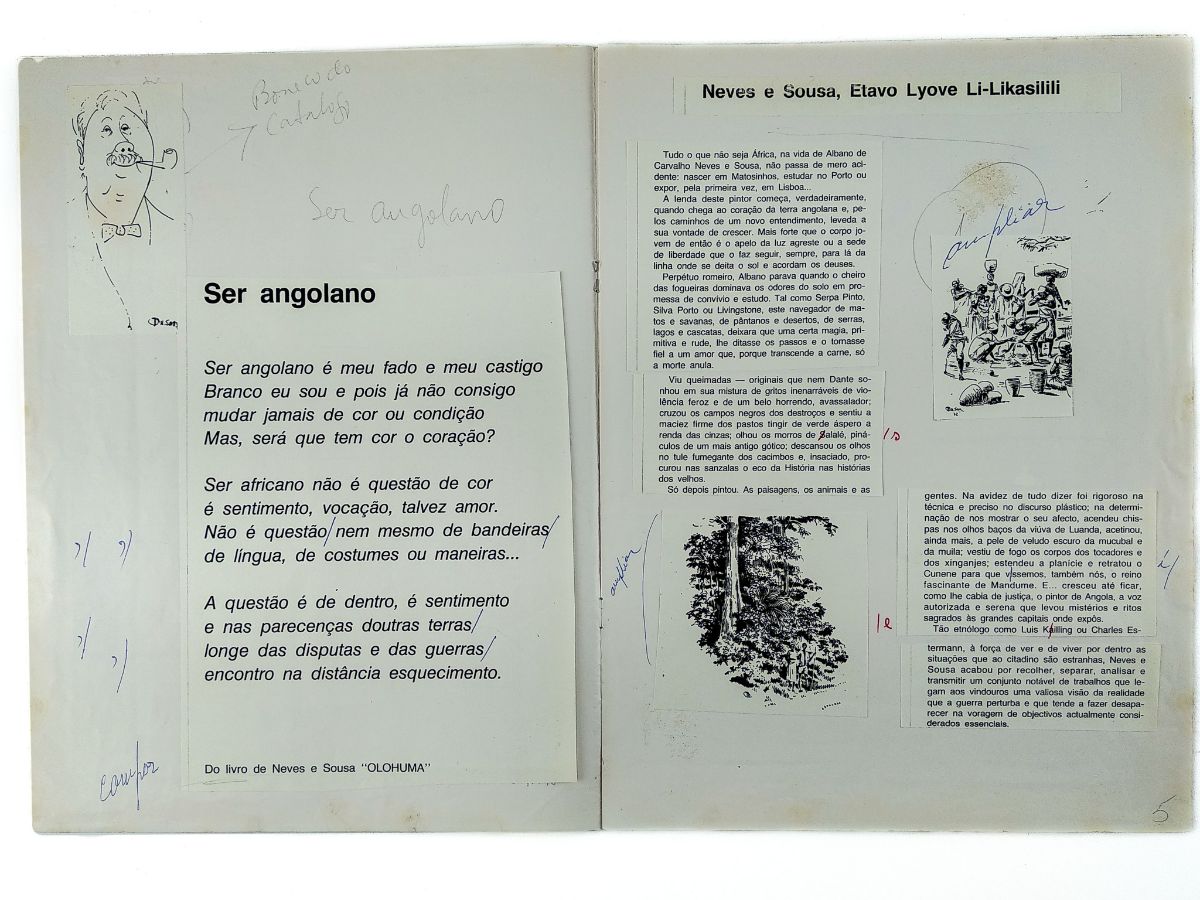 Boneco do
Catálogo
Ser angolano
Ser angolano
Ser angolano é meu fado e meu castigo
Branco eu sou e pois já não consigo
mudar jamais de cor ou condição
Mas, será que tem cor o coração?
Ser africano não é questão de cor
é sentimento, vocação, talvez amor.
Não é questão nem mesmo de bandeiras
de língua, de costumes ou maneiras...
A questão é de dentro, é sentimento
e nas parecenças doutras terras
longe das disputas e das guerras
encontro na distância esquecimento.
Do livro de Neves e Sousa "OLOHUMA"
compor
Neves e Sousa, Etavo Lyove Li-Likasilili
Tudo o que não seja África, na vida de Albano de
Carvalho Neves e Sousa, não passa de mero aci-
dente: nascer em Matosinhos, estudar no Porto ou
expor, pela primeira vez, em Lisboa...
A lenda deste pintor começa, verdadeiramente,
quando chega ao coração da terra angolana e, pe-
los caminhos de um novo entendimento, leveda a
sua vontade de crescer. Mais forte que o corpo jo-
vem de então é o apelo da luz agreste ou a sede
de liberdade que o faz seguir, sempre, para lá da
linha onde se deita o sol e acordam os deuses.
Perpétuo romeiro, Albano parava quando o cheiro
das fogueiras dominava os odores do solo em pro-
messa de convívio e estudo. Tal como Serpa Pinto,
Silva Porto ou Livingstone, este navegador de ma-
tos e savanas, de pântanos e desertos, de serras,
lagos e cascatas, deixara que uma certa magia, pri-
mitiva e rude, lhe ditasse os passos e o tornasse
fiel a um amor que, porque transcende a carne, só
a morte anula.
Viu queimadas — originais que nem Dante so-
nhou em sua mistura de gritos inenarráveis de vio-
lência feroz e de um belo horrendo, avassalador;
cruzou os campos negros dos destroços e sentiu a
maciez firme dos pastos tingir de verde áspero a
renda das cinzas; olhou os morros de Salalé, piná-
culos de um mais antigo gótico; descansou os olhos
no tule fumegante dos cacimbos e, insaciado, pro-
curou nas sanzalas o eco da História nas histórias
dos velhos.
Só depois pintou. As paisagens, os animais e as
s
ampliar
ampliar
gentes. Na avidez de tudo dizer foi rigoroso na
técnica e preciso no discurso plástico; na determi-
nação de nos mostrar o seu afecto, acendeu chis-
pas nos olhos baços da viúva de Luanda, acetinou,
ainda mais, a pele de veludo escuro da mucubal e
da muila; vestiu de fogo os corpos dos tocadores e
dos xinganjes; estendeu a planície e retratou o
Cunene para que vissemos, também nós, o reino
fascinante de Mandume. E... cresceu até ficar,
como lhe cabia de justiça, o pintor de Angola, a voz
autorizada e serena que levou mistérios e ritos
sagrados às grandes capitais onde expôs.
Tão etnólogo como Luis Kailling ou Charles Es-
í
e
termann, à força de ver e de viver por dentro as
situações que ao citadino são estranhas, Neves e
Sousa acabou por recolher, separar, analisar e
transmitir um conjunto notável de trabalhos que le-
gam aos vindouros uma valiosa visão da realidade
que a guerra perturba e que tende a fazer desapa-
recer na voragem de objectivos actualmente consi-
derados essenciais.
5